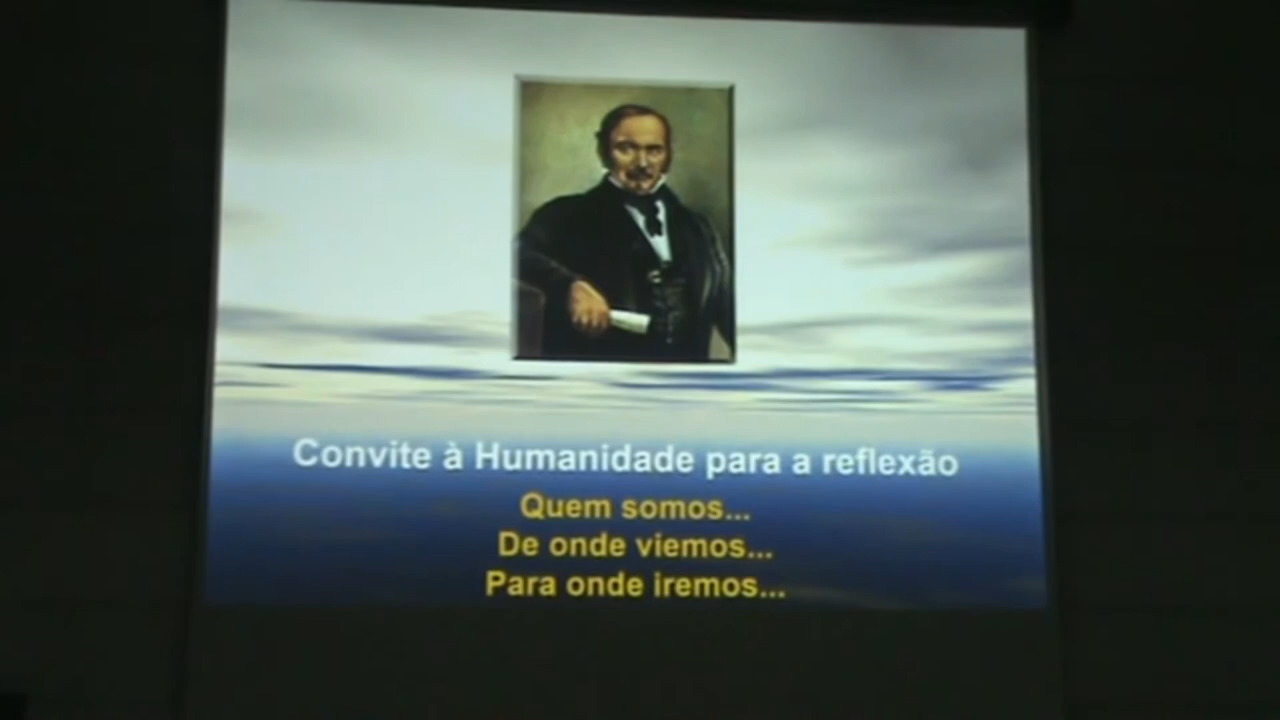 Convite à Humanidade para a reflexão
Quem somos...
De onde viemos...
Para onde iremos...